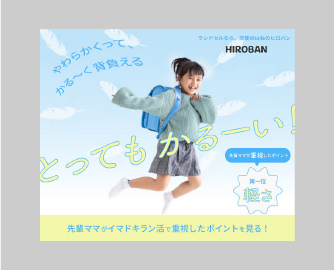 やわらかくって、
かる〜く背負える
ランドセルなら、天使のはねのヒロバン
HIROBAN
とっても かるーい！
先輩ママが重視したポイント
第一位
軽さ
先輩ママがイマドキラン活で重視したポイントを見る！